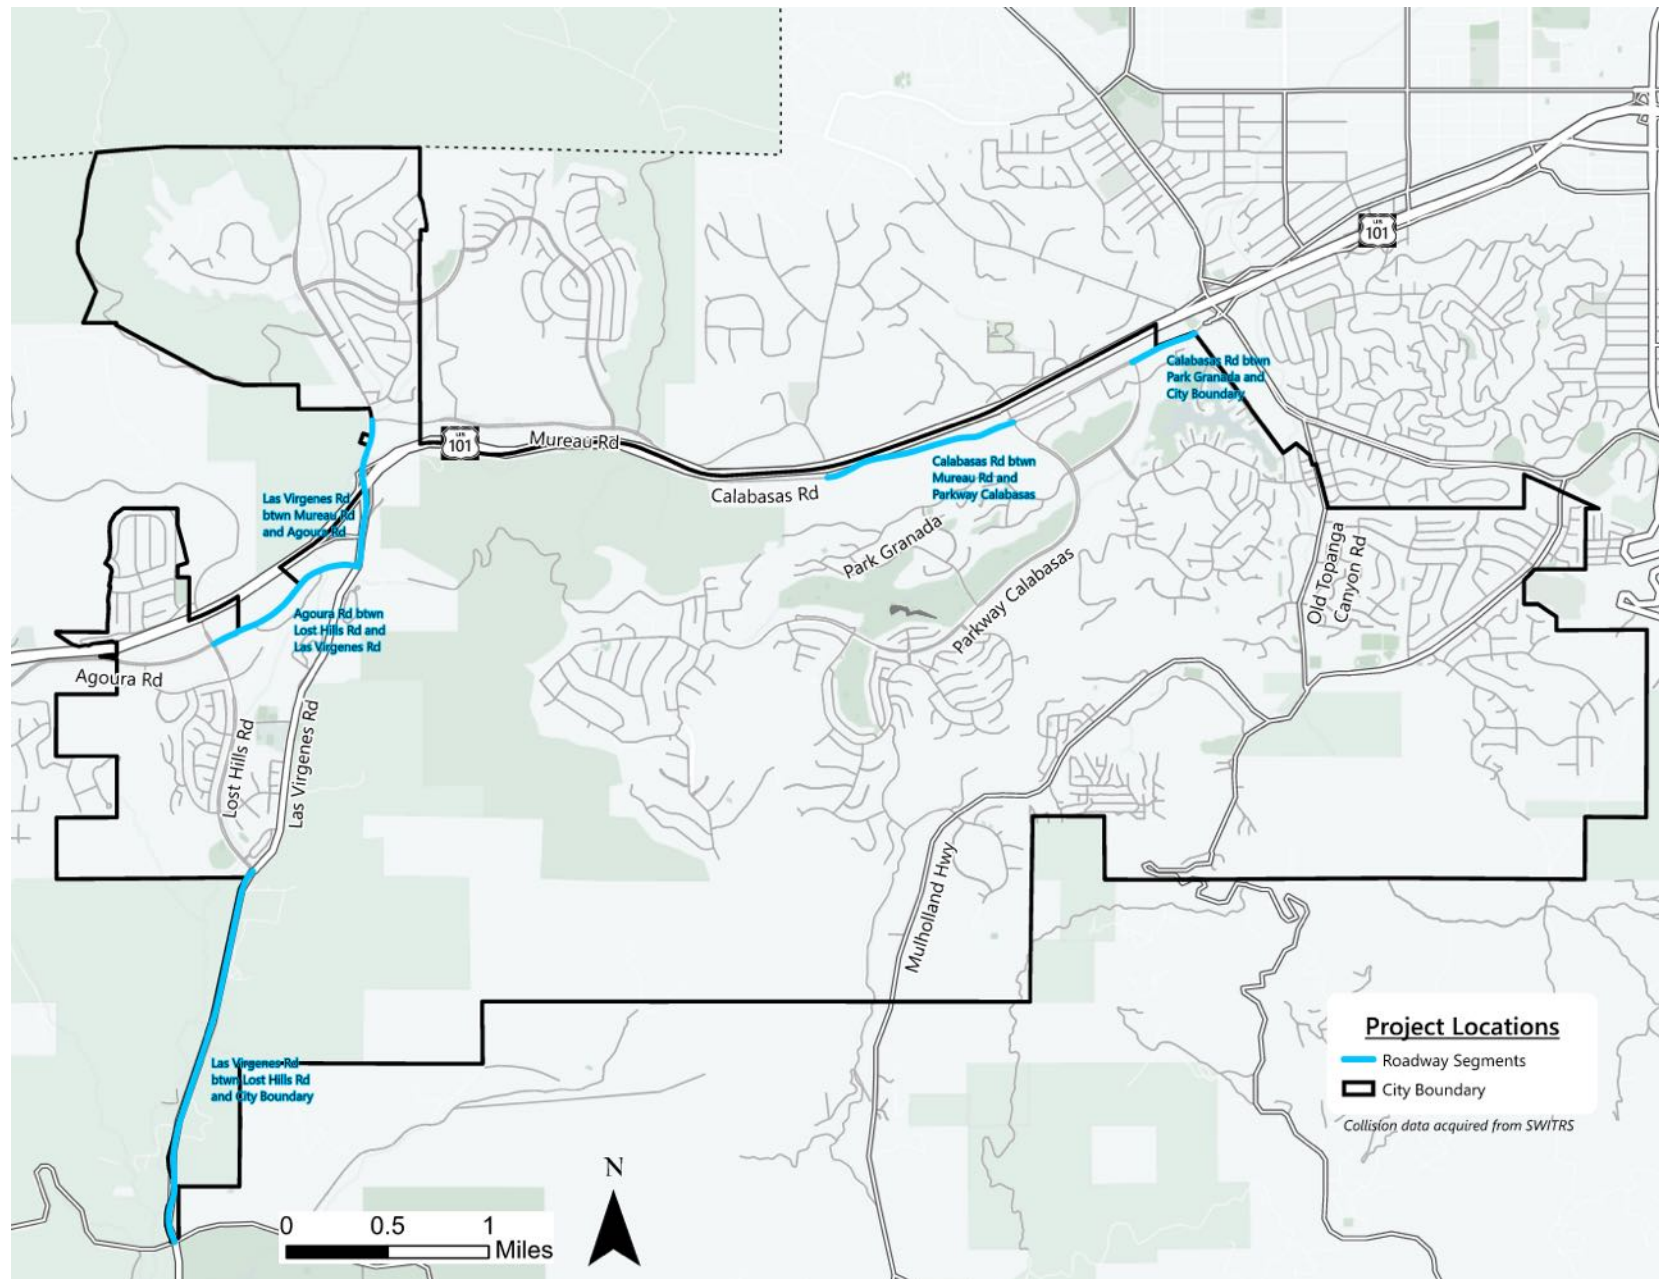 101
Calabasas Rd btwn
Park Granada and
City Boundary
101
Mureau Rd
Calabasas Rd btwn
Mureau Rd and
Parkway Calabasas
Calabasas Rd
Las Virgenes Rd
btwn Mureau Rd
and Agoura Rd
Park Granada
Parkway Calabasas
Old Topanga
Canyon Rd
Agoura Rd btwn
Lost Hills Rd and
Las Virgenes Rd
Agoura Rd
Lost Hills Rd
Las Virgenes Rd
Mulholland Hwy
Las Virgenes Rd
btwn Lost Hills Rd
and City Boundary
Project Locations
Roadway Segments
City Boundary
Collision data acquired from SWITRS
N
0 0.5 1
Miles